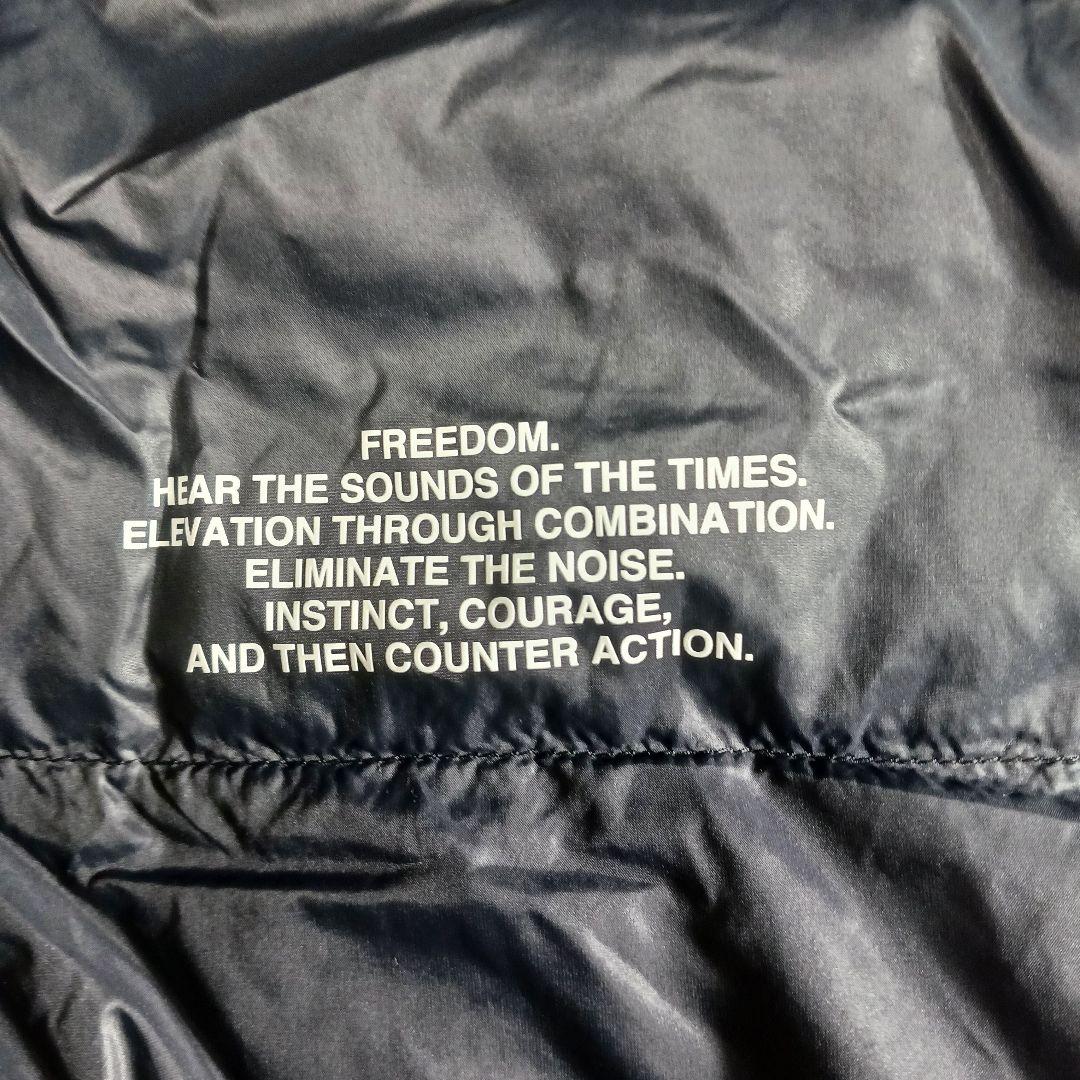 FREEDOM.
HEAR THE SOUNDS OF THE TIMES.
ELEVATION THROUGH COMBINATION.
ELIMINATE THE NOISE.
INSTINCT, COURAGE,
AND THEN COUNTER ACTION.